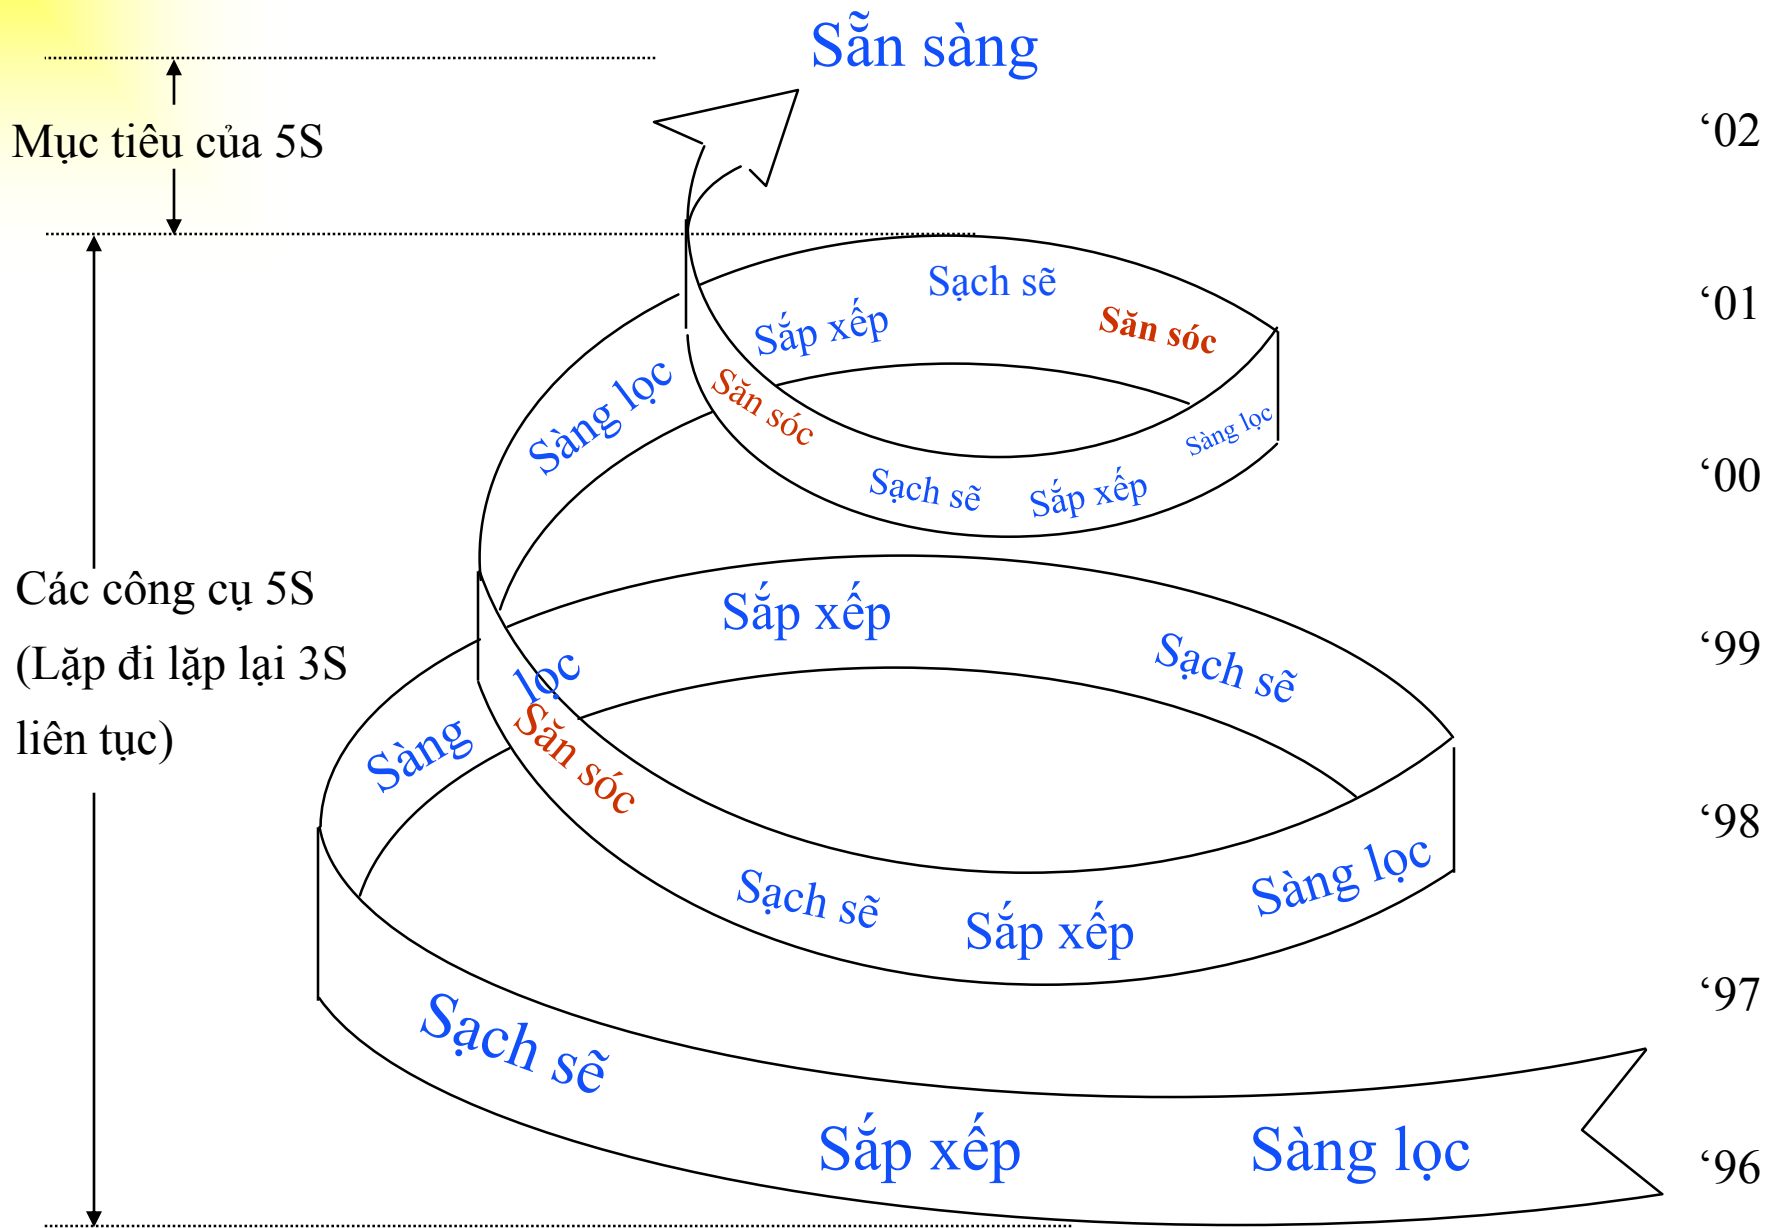 Sẵn sàng
Mục tiêu của 5S
‘02
Sạch sẽ
‘01
Sắp xếp
Săn sóc
Sàng lọc
Săn sóc
Sàng lọc
Sạch sẽ
Sắp xếp
‘00
Các công cụ 5S
(Lặp đi lặp lại 3S
liên tục)
Sắp xếp
Sạch sẽ
‘99
Sàng lọc
Săn sóc
‘98
Sạch sẽ
Sắp xếp
Sàng lọc
‘97
Sạch sẽ
Sắp xếp
Sàng lọc
‘96